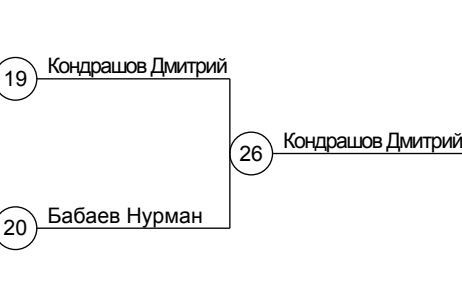 19 Кондрашов Дмитрий
26 Кондрашов Дмитрий
20 Бабаев Нурман